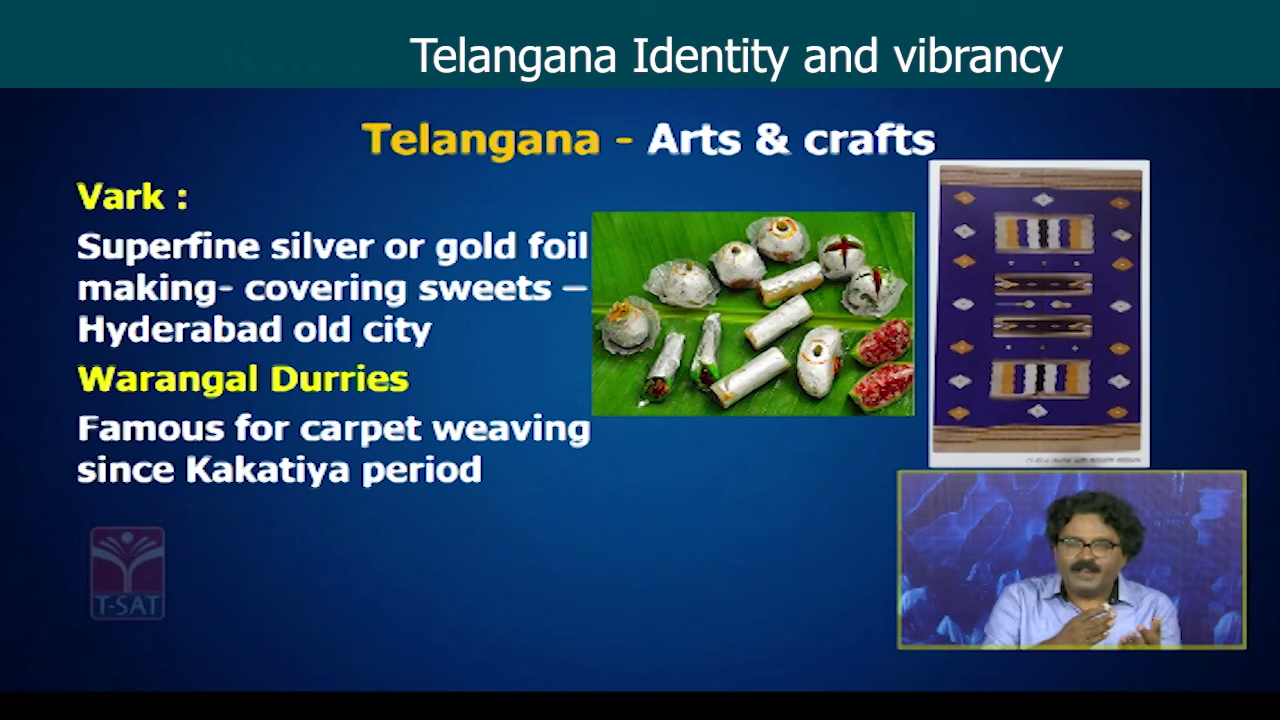 Telangana Identity and vibrancy
Telangana - Arts & crafts
Vark :
Superfine silver or gold foil
making- covering sweets –
Hyderabad old city
Warangal Durries
Famous for carpet weaving
since Kakatiya period
T-SAT